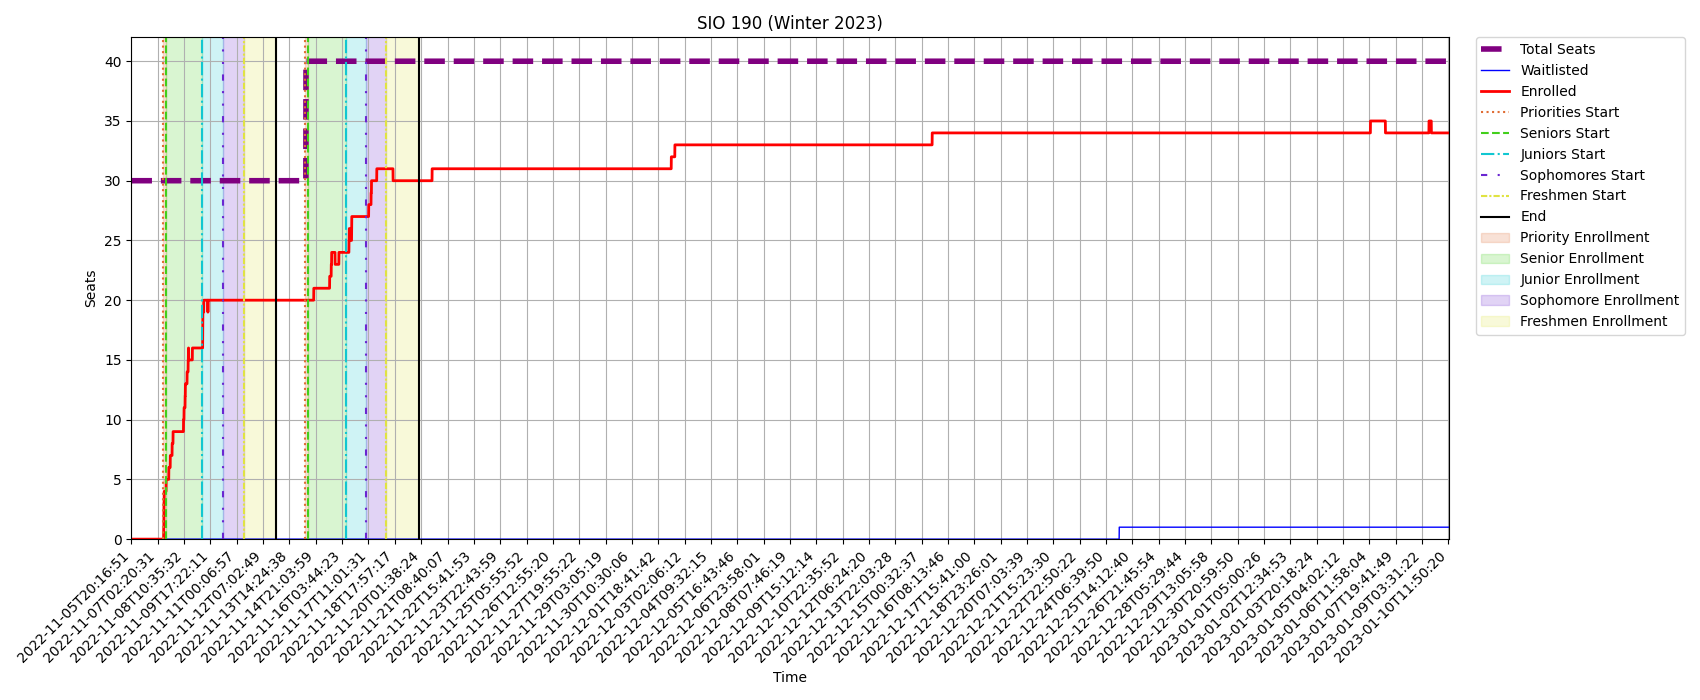 SIO 190 (Winter 2023)
Seats
40
35
30
25
20
15
10
5
0
2022-11-05T20:16:51
2022-11-07T02:20:31
2022-11-08T10:35:32
2022-11-09T17:22:11
2022-11-11T00:06:57
2022-11-12T07:02:49
2022-11-13T14:24:38
2022-11-14T21:03:59
2022-11-16T03:44:23
2022-11-17T11:01:31
2022-11-18T17:57:17
2022-11-20T01:38:24
2022-11-21T08:40:07
2022-11-22T15:41:53
2022-11-23T22:43:59
2022-11-25T05:55:52
2022-11-26T12:55:20
2022-11-27T19:55:22
2022-11-29T03:05:19
2022-11-30T10:30:06
2022-12-01T18:41:42
2022-12-03T02:06:12
2022-12-04T09:32:15
2022-12-05T16:43:46
2022-12-06T23:58:01
2022-12-08T07:46:19
2022-12-09T15:12:14
2022-12-10T22:35:52
2022-12-12T06:24:20
2022-12-13T22:03:28
2022-12-15T00:32:37
2022-12-16T08:13:46
2022-12-17T15:41:00
2022-12-18T23:26:01
2022-12-20T07:03:39
2022-12-21T15:23:30
2022-12-22T22:50:22
2022-12-24T06:39:50
2022-12-25T14:12:40
2022-12-26T21:45:54
2022-12-28T05:29:44
2022-12-29T13:05:58
2022-12-30T20:59:50
2023-01-01T05:00:26
2023-01-02T12:34:53
2023-01-03T20:18:24
2023-01-05T04:02:12
2023-01-06T11:58:04
2023-01-07T19:41:49
2023-01-09T03:31:22
2023-01-10T11:50:20
Time
Total Seats
Waitlisted
Enrolled
Priorities Start
Seniors Start
Juniors Start
Sophomores Start
Freshmen Start
End
Priority Enrollment
Senior Enrollment
Junior Enrollment
Sophomore Enrollment
Freshmen Enrollment